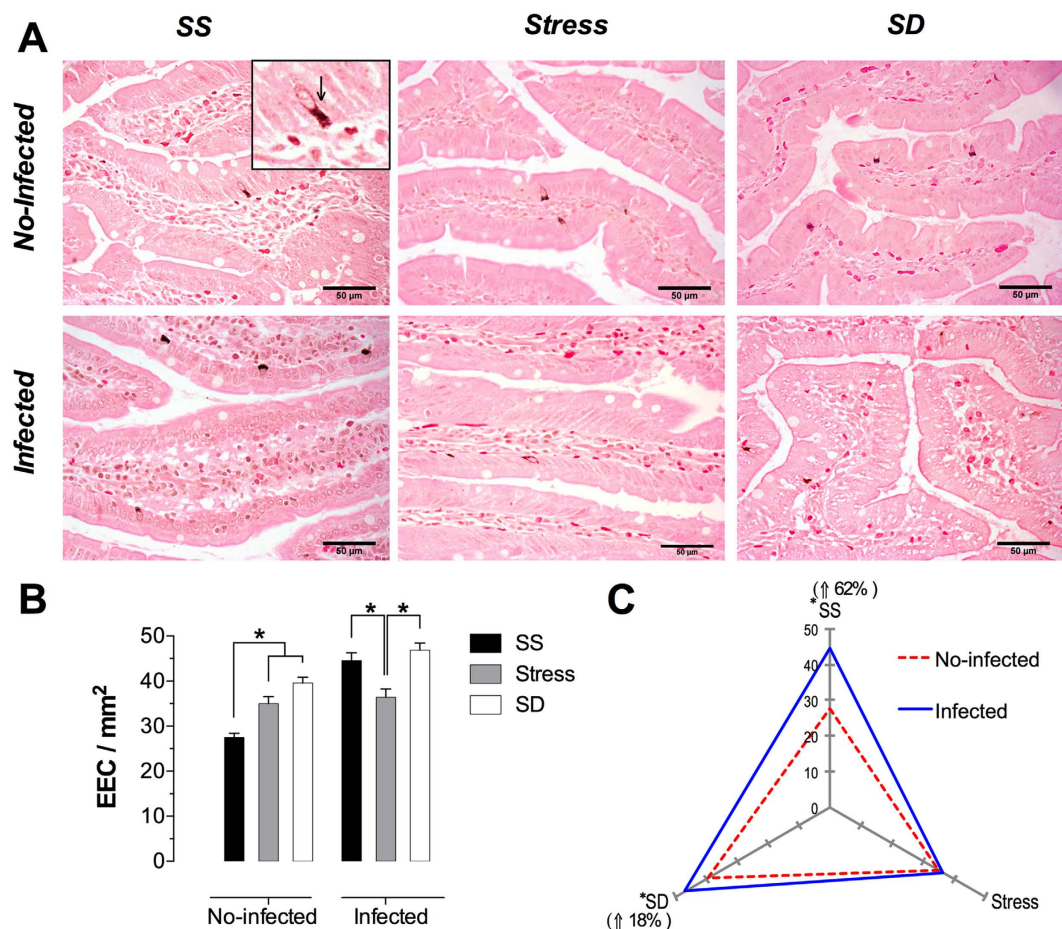 A
SS
Stress
SD
No-Infected
50 µm
50 µm
50 µm
Infected
50 µm
50 µm
50 µm
B
EEC / mm²
50
40
30
20
10
0
No-infected
Infected
*
*
*
SS
Stress
SD
C
(⇑ 62%)
*SS
50
40
30
20
10
0
No-infected
Infected
*SD
(⇑ 18%)
Stress